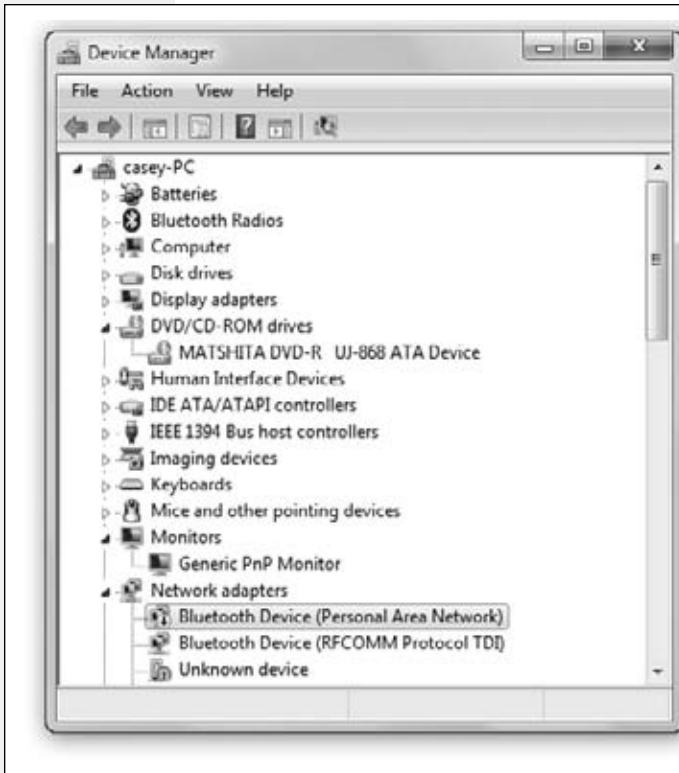 Device Manager
File Action View Help
casey-PC
Batteries
Bluetooth Radios
Computer
Disk drives
Display adapters
DVD/CD-ROM drives
MATSHITA DVD-R UJ-868 ATA Device
Human Interface Devices
IDE ATA/ATAPI controllers
IEEE 1394 Bus host controllers
Imaging devices
Keyboards
Mice and other pointing devices
Monitors
Generic PnP Monitor
Network adapters
Bluetooth Device (Personal Area Network)
Bluetooth Device (RFCOMM Protocol TDI)
Unknown device